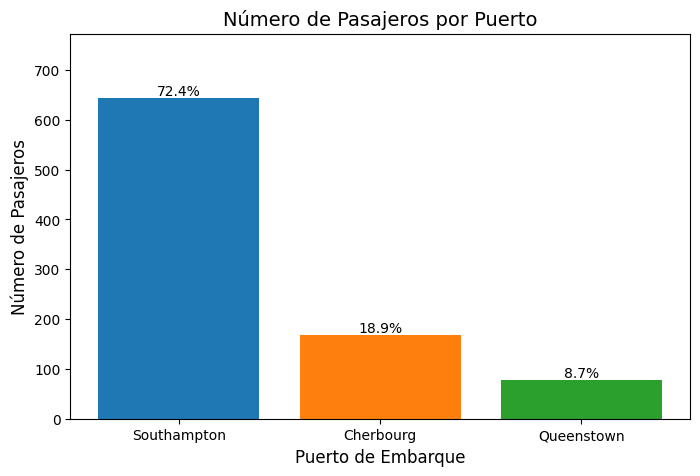 Número de Pasajeros por Puerto
Número de Pasajeros
700
600
500
400
300
200
100
0
72.4%
18.9%
8.7%
Southampton
Cherbourg
Queenstown
Puerto de Embarque